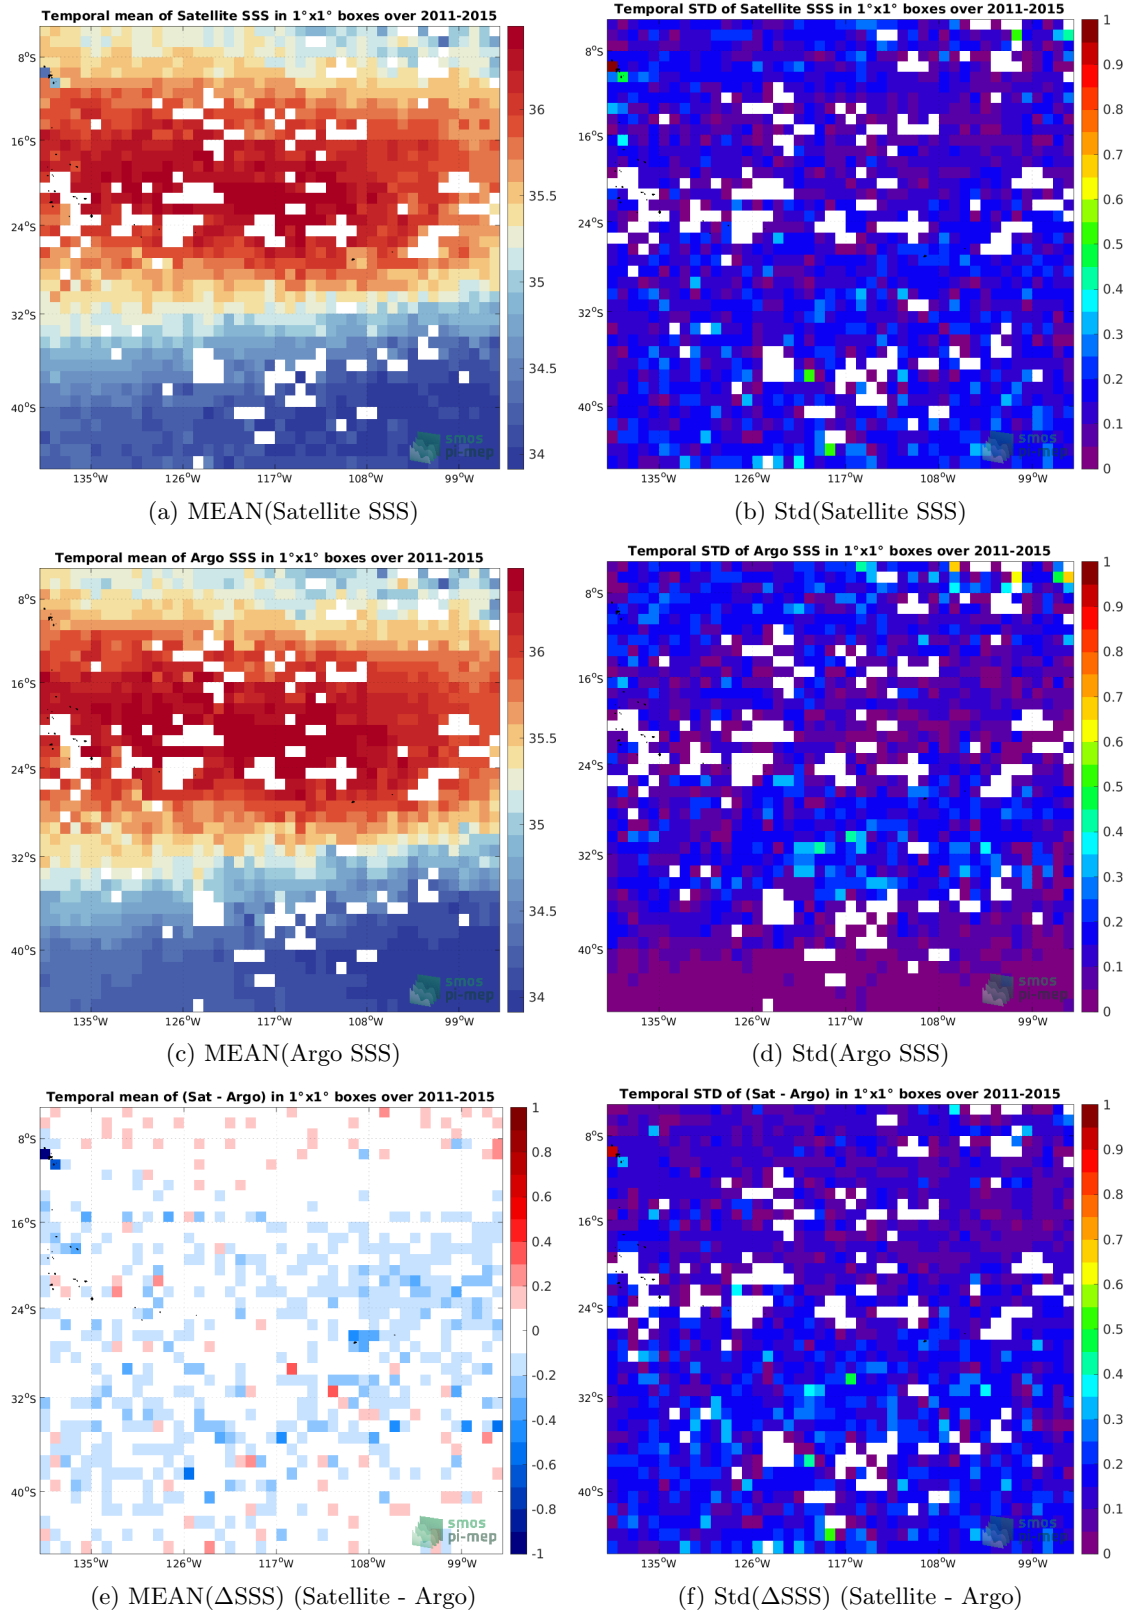 Temporal mean of Satellite SSS in 1°x1° boxes over 2011-2015
8°S
16°S
24°S
32°S
40°S
135°W 126°W 117°W 108°W 99°W
36
35.5
35
34.5
34
smos
pi-mep
(a) MEAN(Satellite SSS)
Temporal STD of Satellite SSS in 1°x1° boxes over 2011-2015
8°S
16°S
24°S
32°S
40°S
135°W 126°W 117°W 108°W 99°W
1
0.9
0.8
0.7
0.6
0.5
0.4
0.3
0.2
0.1
0
smos
pi-mep
(b) Std(Satellite SSS)
Temporal mean of Argo SSS in 1°x1° boxes over 2011-2015
8°S
16°S
24°S
32°S
40°S
135°W 126°W 117°W 108°W 99°W
36
35.5
35
34.5
34
smos
pi-mep
(c) MEAN(Argo SSS)
Temporal STD of Argo SSS in 1°x1° boxes over 2011-2015
8°S
16°S
24°S
32°S
40°S
135°W 126°W 117°W 108°W 99°W
1
0.9
0.8
0.7
0.6
0.5
0.4
0.3
0.2
0.1
0
smos
pi-mep
(d) Std(Argo SSS)
Temporal mean of (Sat - Argo) in 1°x1° boxes over 2011-2015
8°S
16°S
24°S
32°S
40°S
135°W 126°W 117°W 108°W 99°W
1
0.8
0.6
0.4
0.2
0
-0.2
-0.4
-0.6
-0.8
-1
smos
pi-mep
(e) MEAN(ΔSSS) (Satellite - Argo)
Temporal STD of (Sat - Argo) in 1°x1° boxes over 2011-2015
8°S
16°S
24°S
32°S
40°S
135°W 126°W 117°W 108°W 99°W
1
0.9
0.8
0.7
0.6
0.5
0.4
0.3
0.2
0.1
0
smos
pi-mep
(f) Std(ΔSSS) (Satellite - Argo)